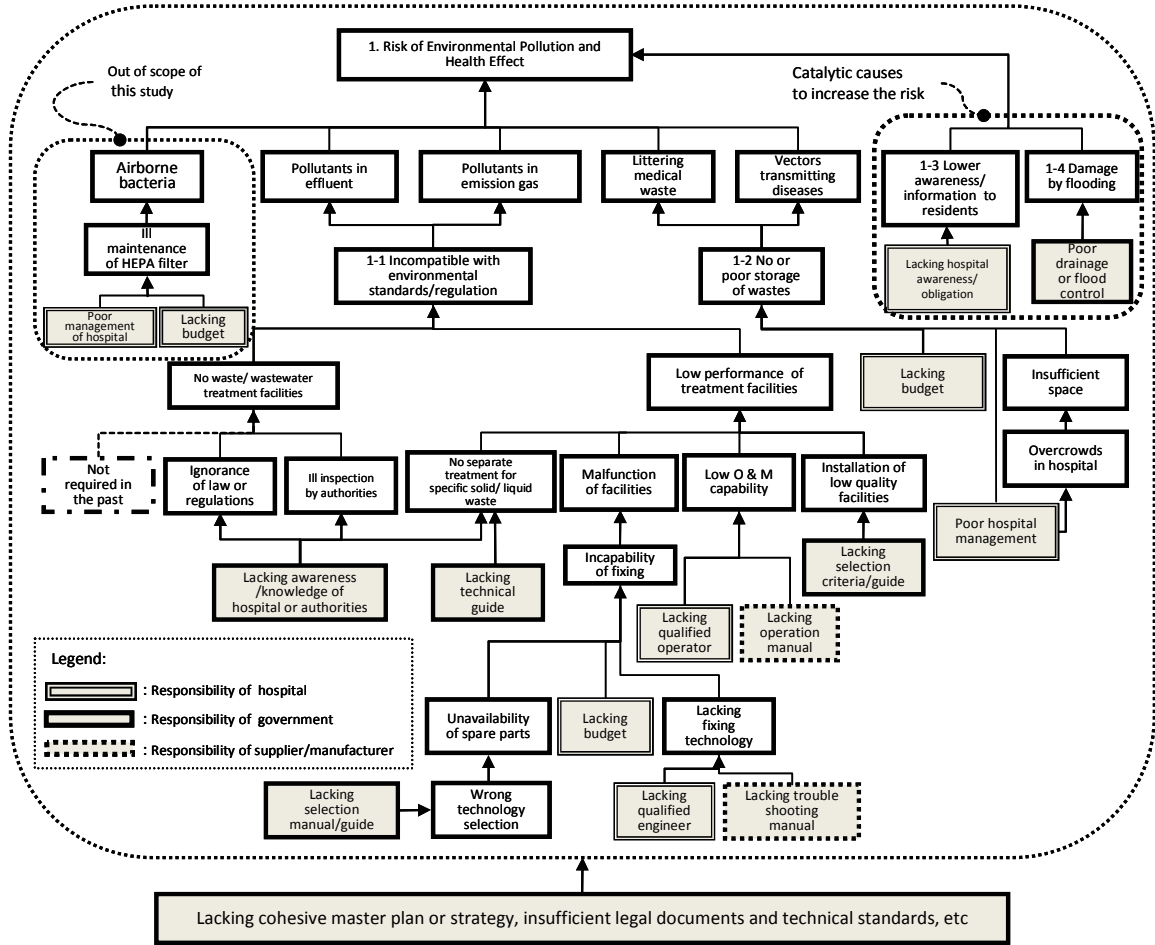 1. Risk of Environmental Pollution and
Health Effect
Out of scope of
this study
Catalytic causes
to increase the risk
Airborne
bacteria
Pollutants in
effluent
Pollutants in
emission gas
Littering
medical
waste
Vectors
transmitting
diseases
1-3 Lower
awareness/
information to
residents
1-4 Damage
by flooding
Ill
maintenance
of HEPA filter
1-1 Incompatible with
environmental
standards/regulation
1-2 No or
poor storage
of wastes
Lacking hospital
awareness/
obligation
Poor
drainage
or flood
control
Poor
management
of hospital
Lacking
budget
No waste/ wastewater
treatment facilities
Low performance of
treatment facilities
Lacking
budget
Insufficient
space
Not
required in
the past
Ignorance
of law or
regulations
Ill inspection
by authorities
No separate
treatment for
specific solid/ liquid
waste
Malfunction
of facilities
Low O & M
capability
Installation of
low quality
facilities
Overcrowds
in hospital
Poor hospital
management
Lacking awareness
/knowledge of
hospital or authorities
Lacking
technical
guide
Incapability
of fixing
Lacking
selection
criteria/guide
Lacking
qualified
operator
Lacking
operation
manual
Legend:
: Responsibility of hospital
: Responsibility of government
: Responsibility of supplier/manufacturer
Unavailability
of spare parts
Lacking
budget
Lacking
fixing
technology
Lacking
selection
manual/guide
Wrong
technology
selection
Lacking
qualified
engineer
Lacking trouble
shooting
manual
Lacking cohesive master plan or strategy, insufficient legal documents and technical standards, etc